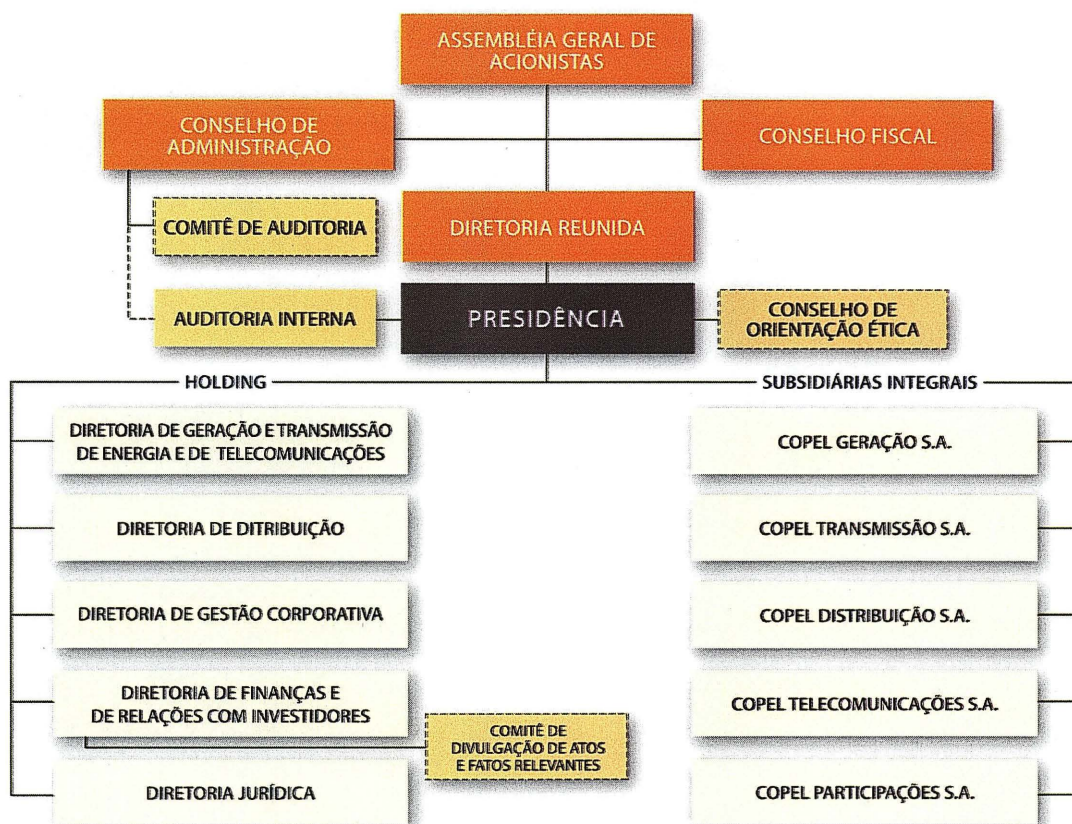 ASSEMBLÉIA GERAL DE
ACIONISTAS
CONSELHO DE
ADMINISTRAÇÃO
CONSELHO FISCAL
COMITÊ DE AUDITORIA
DIRETORIA REUNIDA
AUDITORIA INTERNA
PRESIDÊNCIA
CONSELHO DE
ORIENTAÇÃO ÉTICA
HOLDING
SUBSIDIÁRIAS INTEGRAIS
DIRETORIA DE GERAÇÃO E TRANSMISSÃO
DE ENERGIA E DE TELECOMUNICAÇÕES
COPEL GERAÇÃO S.A.
DIRETORIA DE DITRIBUIÇÃO
COPEL TRANSMISSÃO S.A.
DIRETORIA DE GESTÃO CORPORATIVA
COPEL DISTRIBUIÇÃO S.A.
DIRETORIA DE FINANÇAS E
DE RELAÇÕES COM INVESTIDORES
COPEL TELECOMUNICAÇÕES S.A.
COMITÊ DE
DIVULGAÇÃO DE ATOS
E FATOS RELEVANTES
DIRETORIA JURÍDICA
COPEL PARTICIPAÇÕES S.A.